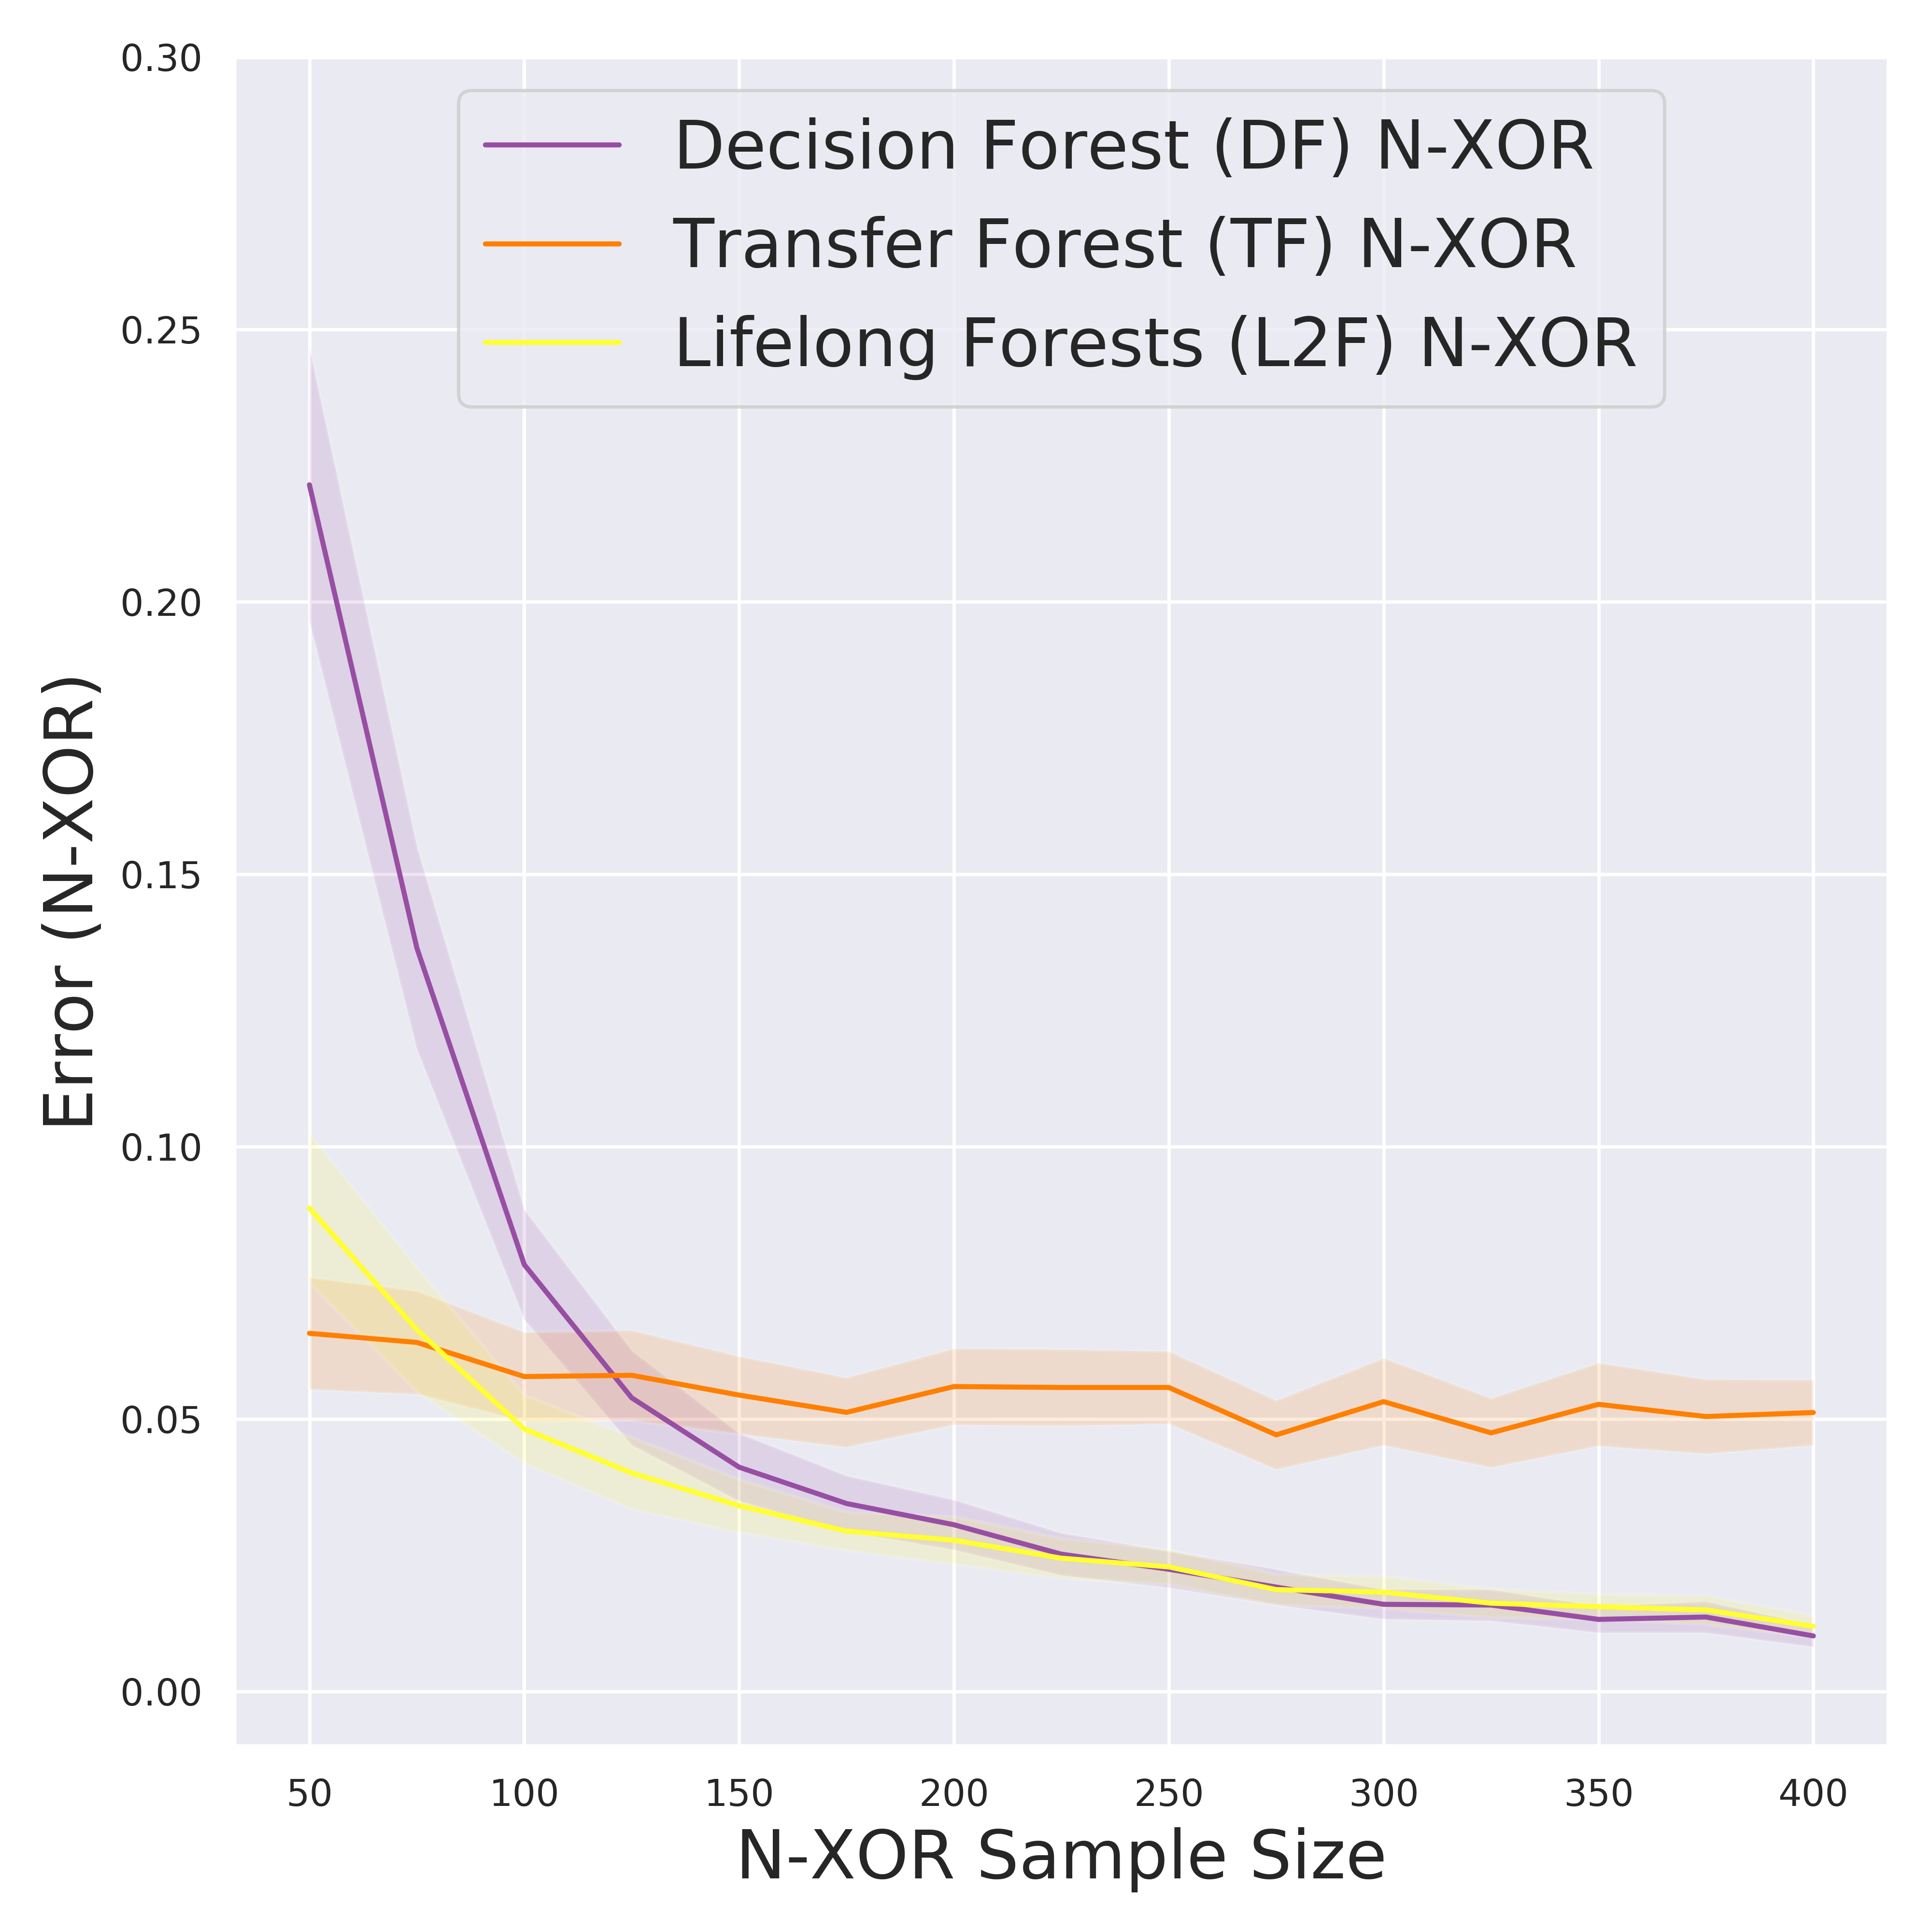 0.30
0.25
0.20
0.15
0.10
0.05
0.00
Error (N-XOR)
Decision Forest (DF) N-XOR
Transfer Forest (TF) N-XOR
Lifelong Forests (L2F) N-XOR
50 100 150 200 250 300 350 400
N-XOR Sample Size